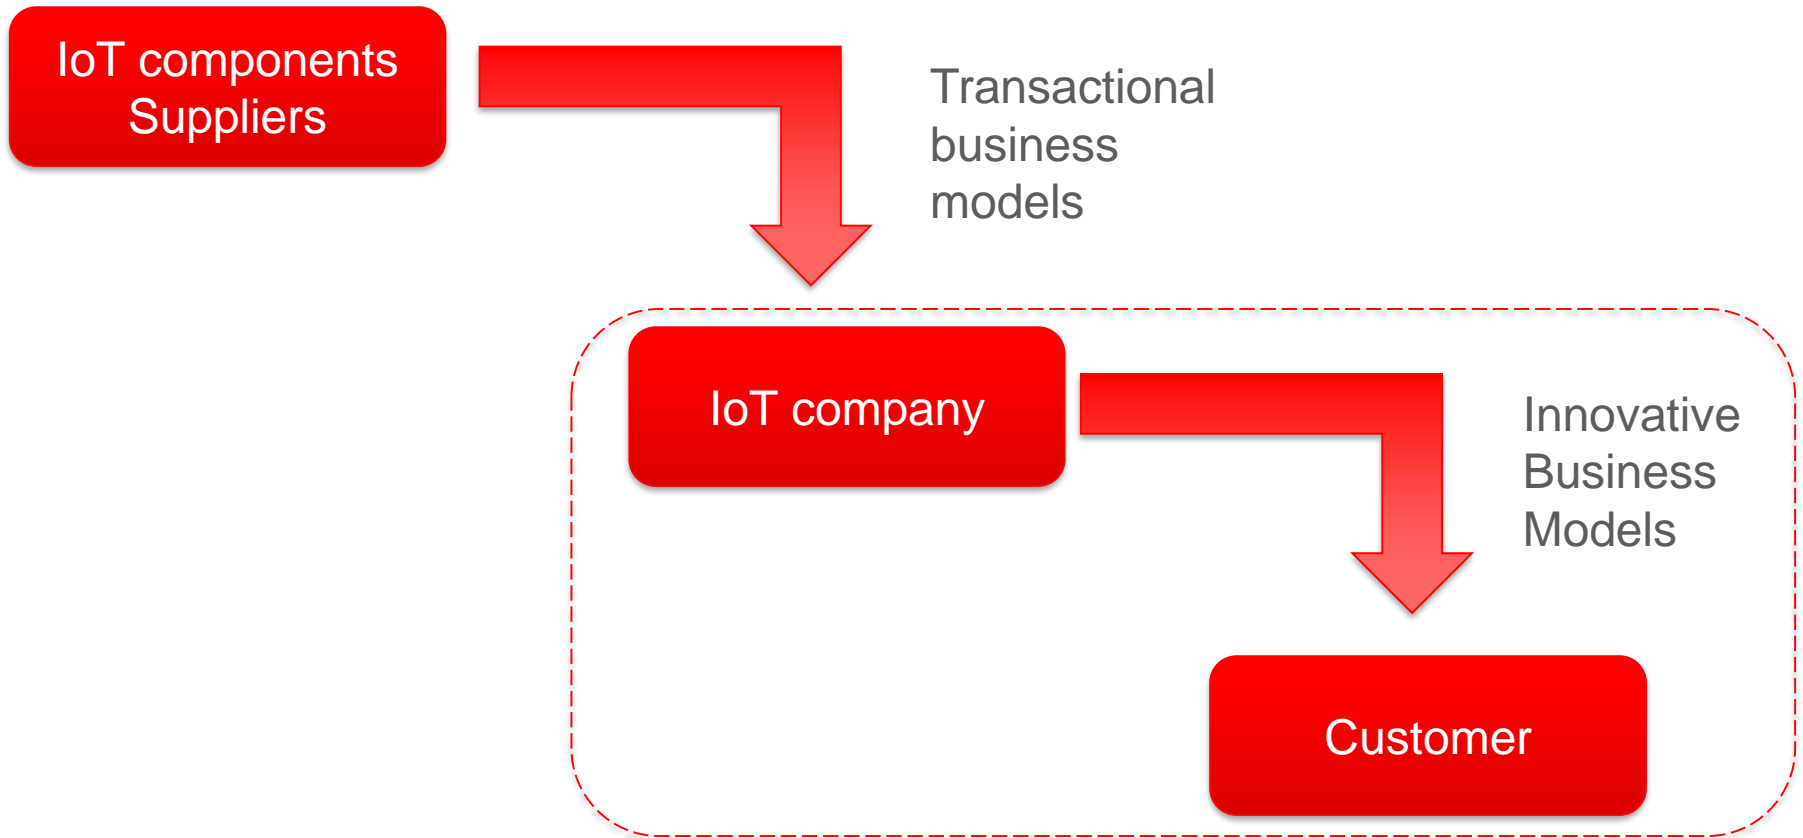 IoT components
Suppliers
Transactional
business
models
IoT company
Innovative
Business
Models
Customer